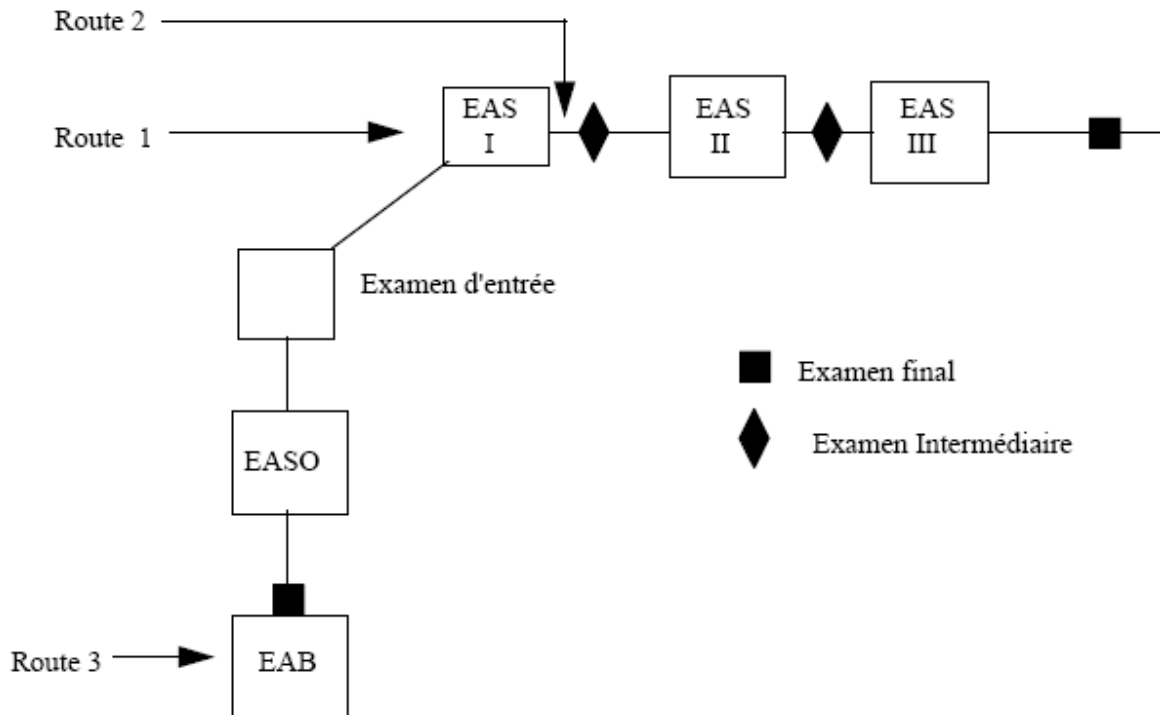 Route 2
EAS
I
EAS
II
EAS
III
Route 1
Examen d'entrée
Examen final
EASO
Examen Intermédiaire
Route 3
EAB